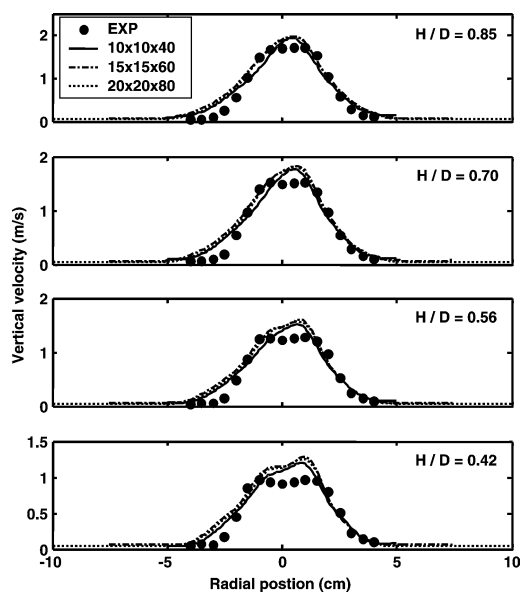 EXP
10x10x40
15x15x60
20x20x80
H / D = 0.85
2
1
0
H / D = 0.70
2
1
0
Vertical velocity (m/s)
H / D = 0.56
2
1
0
H / D = 0.42
1.5
1
0.5
0
-10 -5 0 5 10
Radial postion (cm)